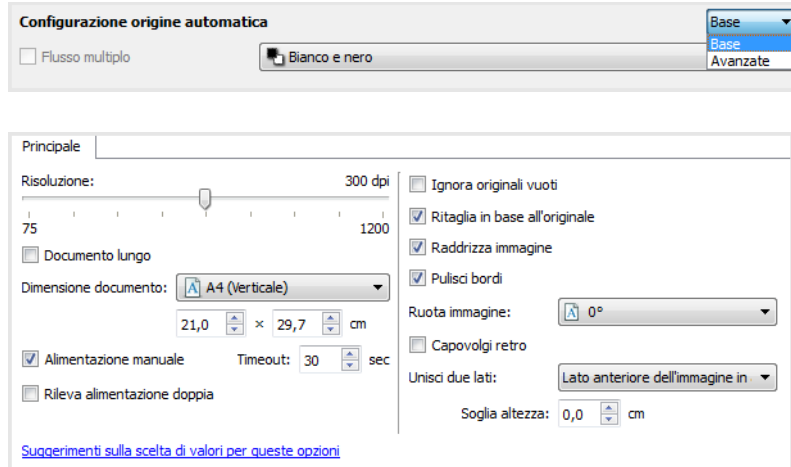 Configurazione origine automatica
Base
Base
Avanzate
Flusso multiplo
Bianco e nero
Principale
Risoluzione: 300 dpi
75 1200
Documento lungo
Dimensione documento: A4 (Verticale)
21,0 × 29,7 cm
Alimentazione manuale Timeout: 30 sec
Rileva alimentazione doppia
Suggerimenti sulla scelta di valori per queste opzioni
Ignora originali vuoti
Ritaglia in base all'originale
Raddrizza immagine
Pulisci bordi
Ruota immagine: 0°
Capovolgi retro
Unisci due lati: Lato anteriore dell'immagine in
Soglia altezza: 0,0 cm